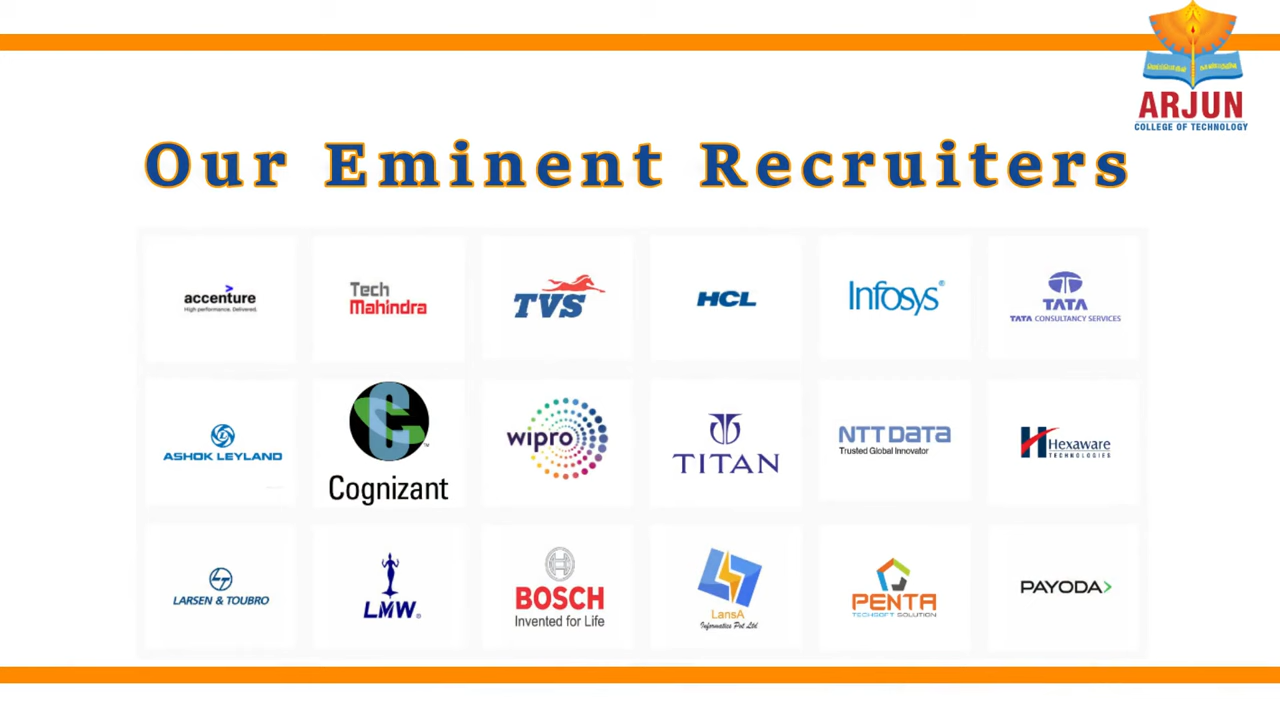 ARJUN
COLLEGE OF TECHNOLOGY
Our Eminent Recruiters
accenture
High performance. Delivered.
Tech
Mahindra
TVS
HCL
Infosys®
TATA
TATA CONSULTANCY SERVICES
ASHOK LEYLAND
Cognizant
wipro
TITAN
NTT DATA
Trusted Global Innovator
Hexaware
TECHNOLOGIES
LARSEN & TOUBRO
LMW®
BOSCH
Invented for Life
LansA
Informatics Pvt Ltd
PENTA
TECHSOFT SOLUTION
PAYODA